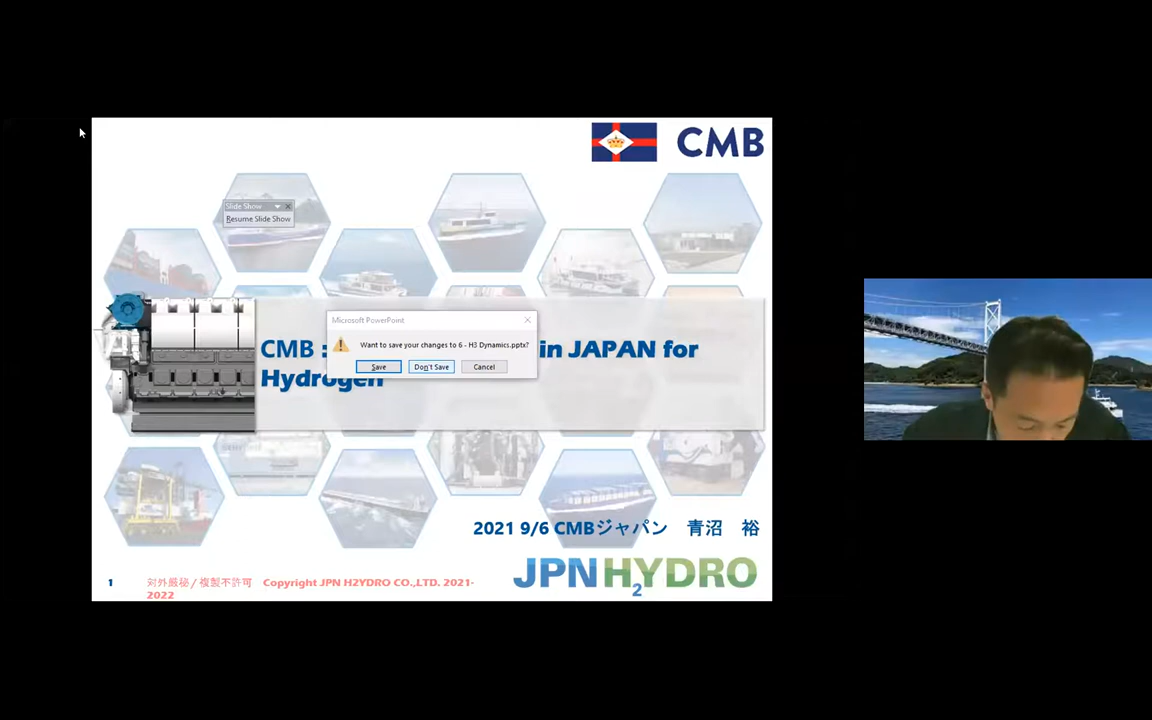 CMB
Slide Show
Resume Slide Show
Microsoft PowerPoint
Want to save your changes to 6 - H3 Dynamics.pptx?
Save
Don't Save
Cancel
CMB : in JAPAN for
Hydrogen
2021 9/6 CMBジャパン 青沼 裕
JPNH2YDRO
1
対外厳秘/複製不許可 Copyright JPN H2YDRO CO.,LTD. 2021-
2022